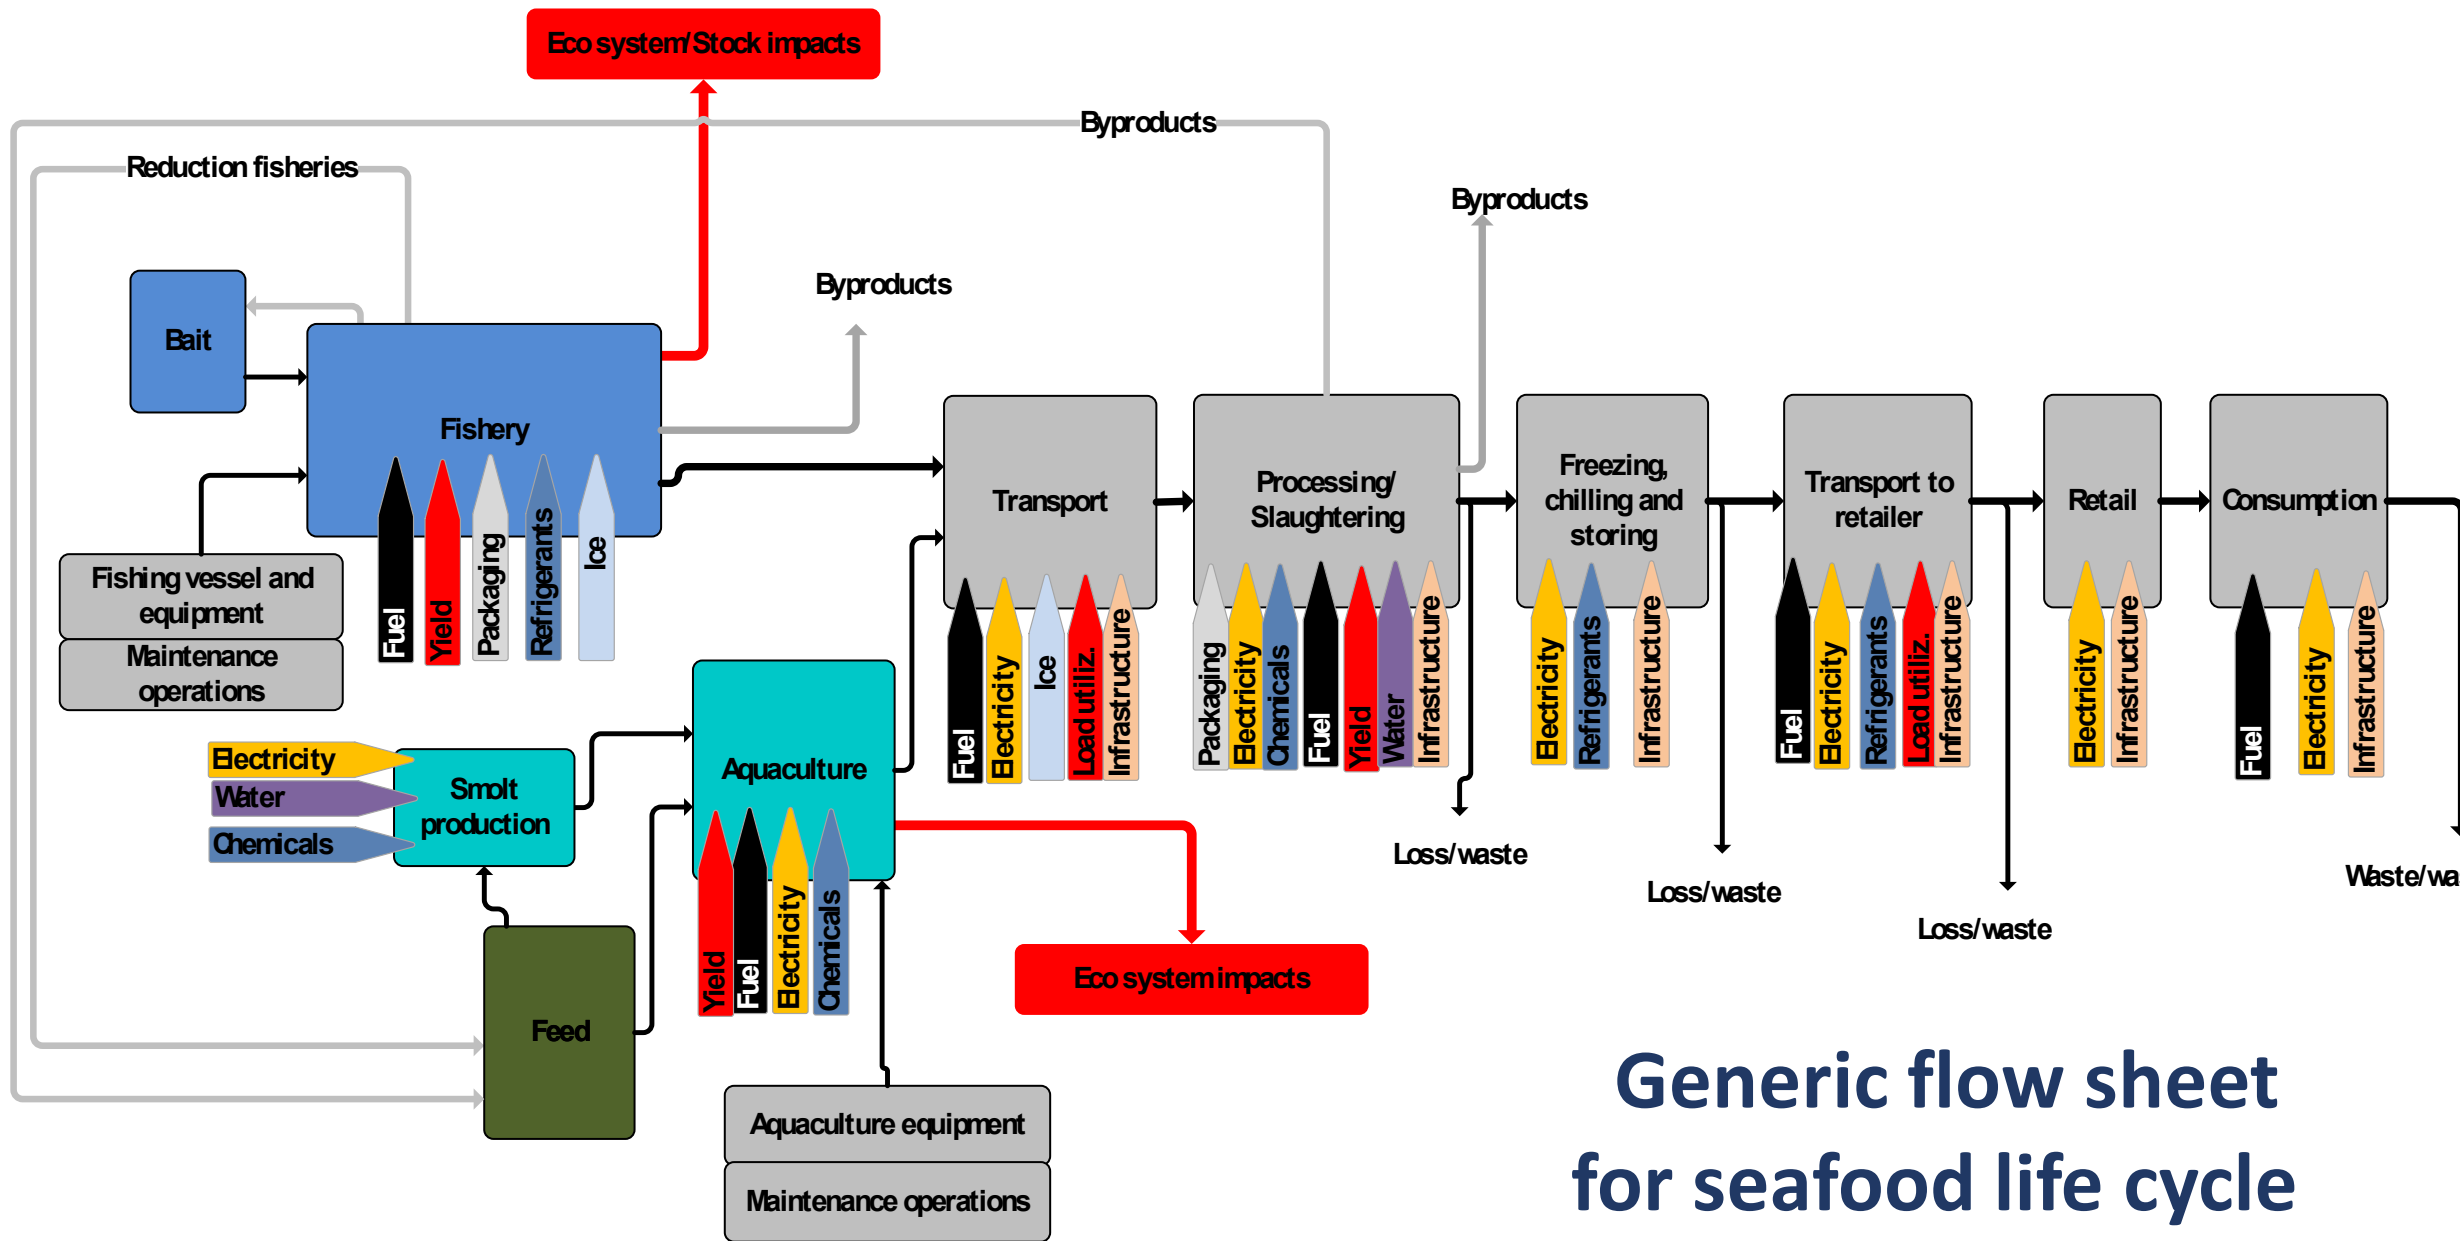 Eco system/Stock impacts
Byproducts
Reduction fisheries
Byproducts
Byproducts
Bait
Fishery
Fuel
Yield
Packaging
Refrigerants
Ice
Fishing vessel and
equipment
Maintenance
operations
Transport
Fuel
Electricity
Ice
Load utiliz.
Infrastructure
Processing/
Slaughtering
Packaging
Electricity
Chemicals
Fuel
Yield
Water
Infrastructure
Freezing,
chilling and
storing
Electricity
Refrigerants
Infrastructure
Transport to
retailer
Fuel
Electricity
Refrigerants
Load utiliz.
Infrastructure
Retail
Electricity
Infrastructure
Consumption
Fuel
Electricity
Infrastructure
Electricity
Water
Chemicals
Smolt
production
Aquaculture
Yield
Fuel
Electricity
Chemicals
Loss/waste
Loss/waste
Loss/waste
Waste/wa
Eco system impacts
Feed
Aquaculture equipment
Maintenance operations
Generic flow sheet
for seafood life cycle